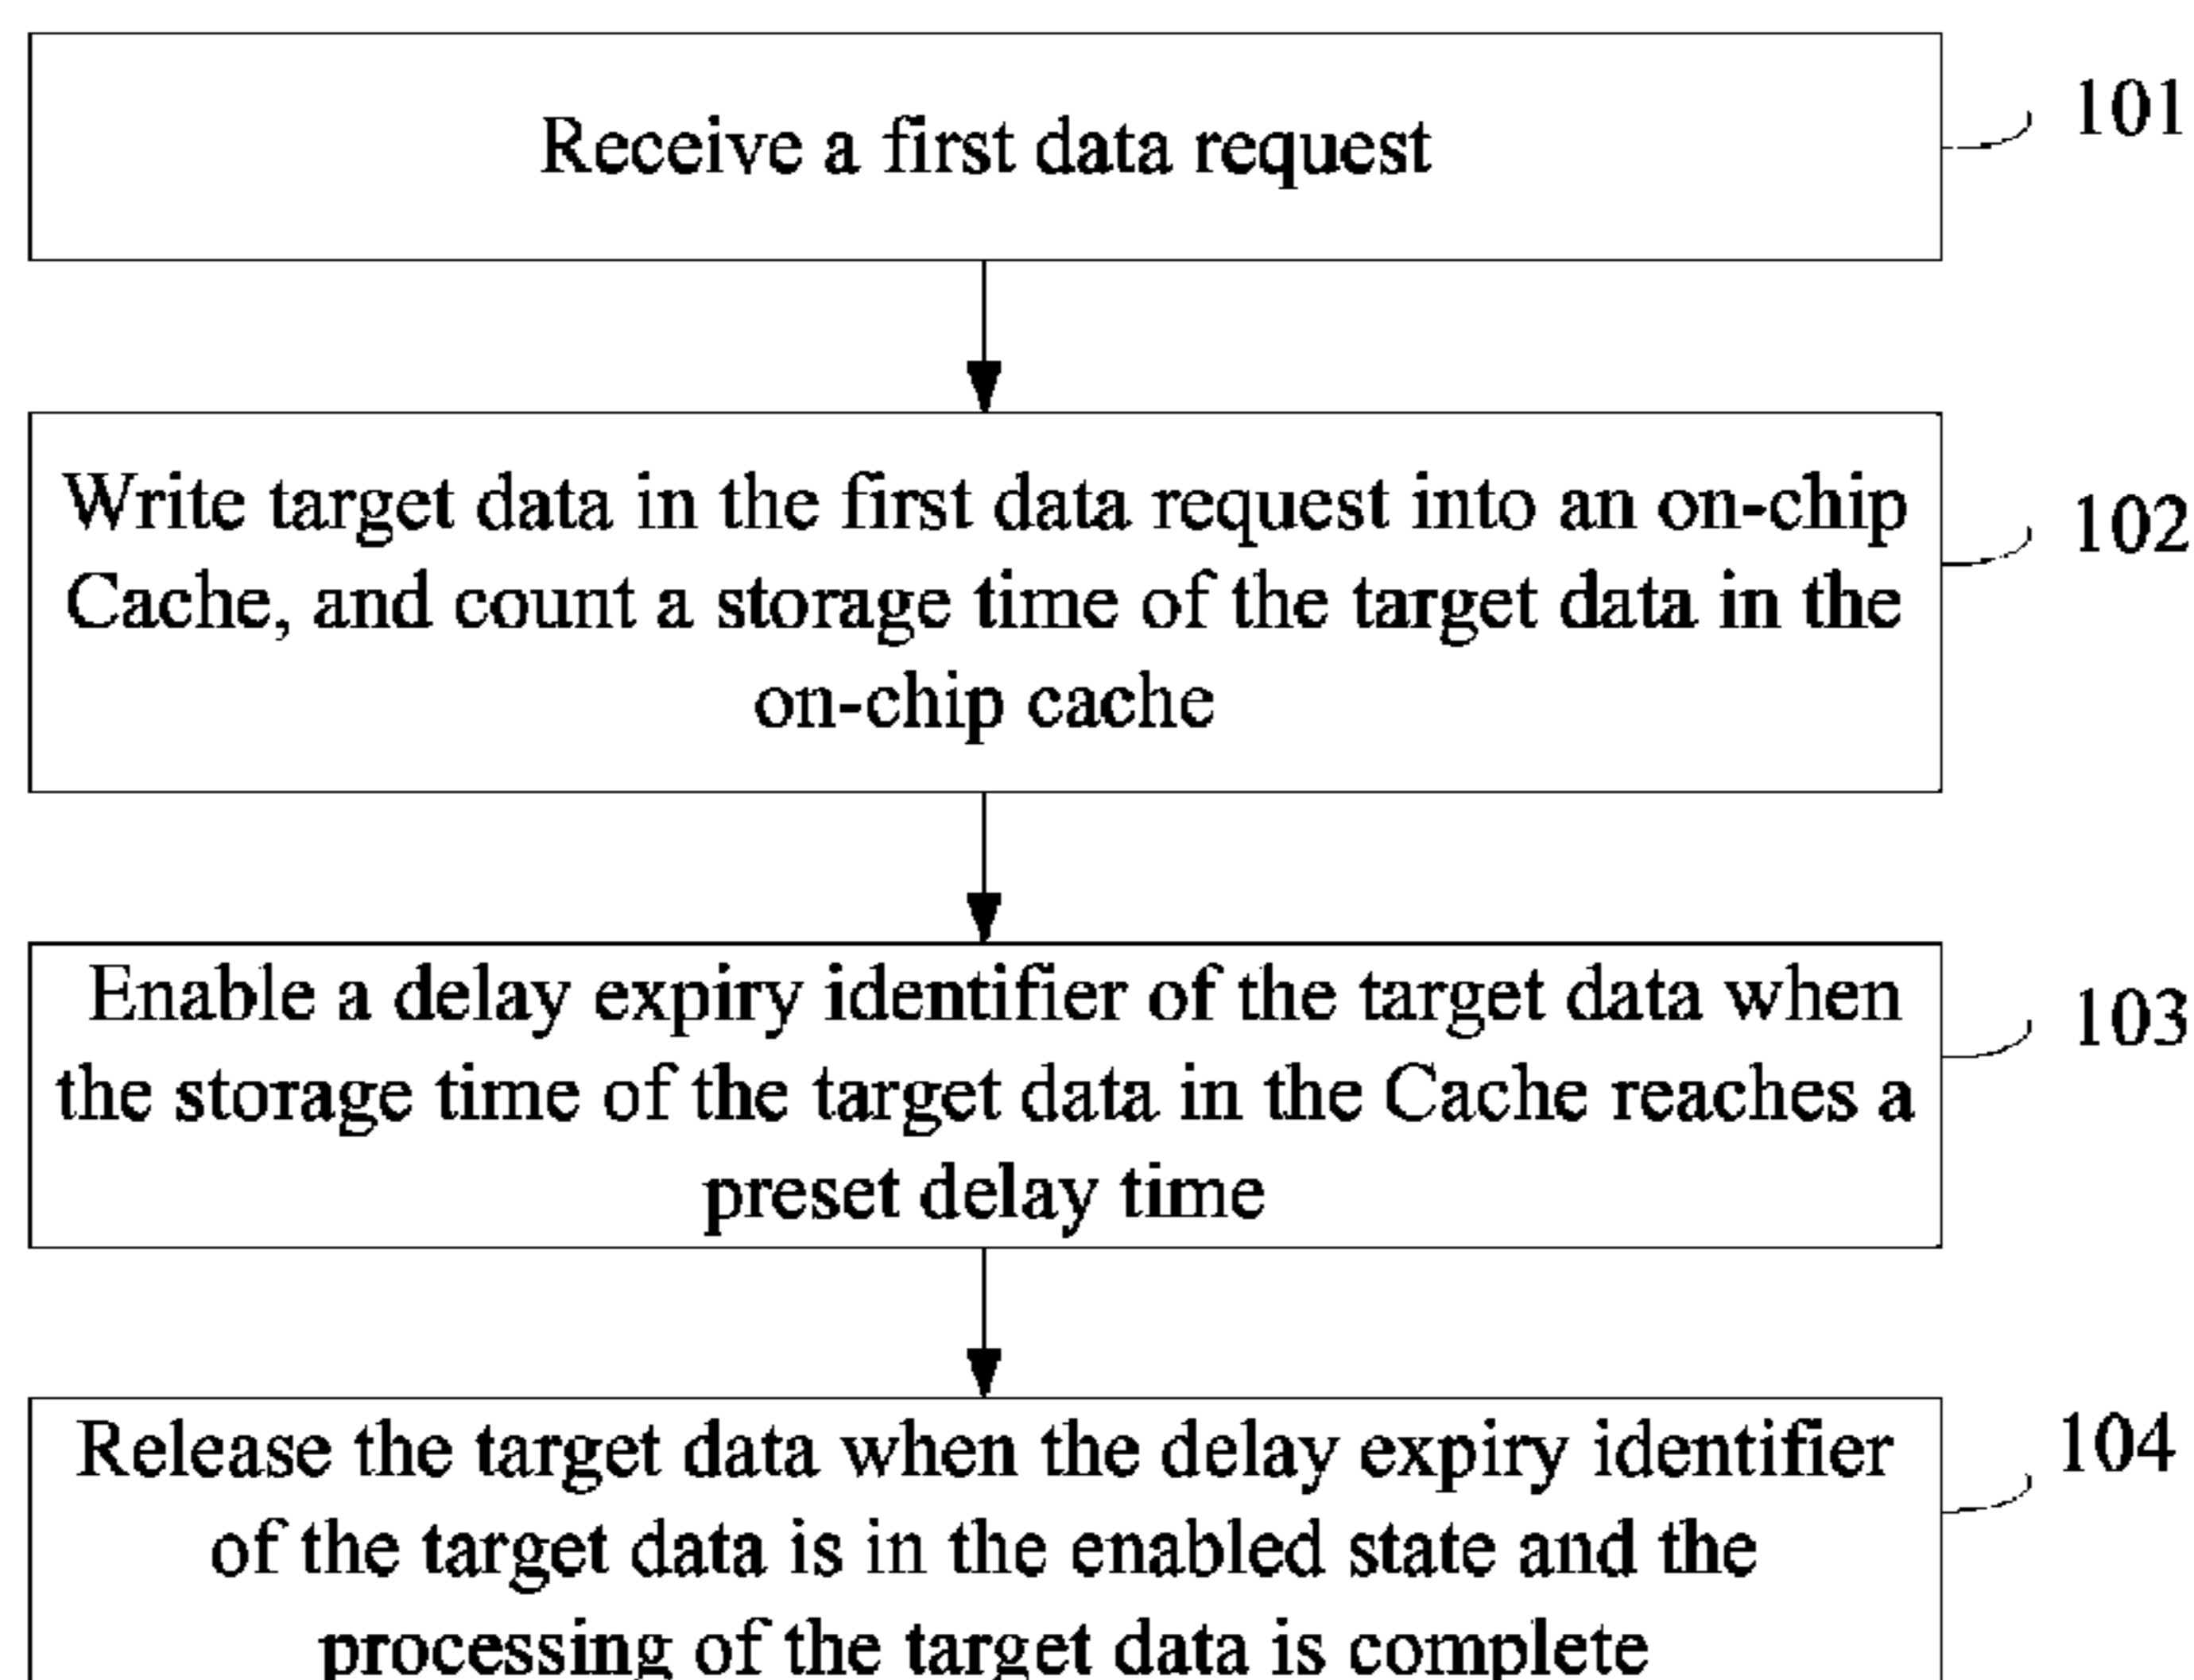 Receive a first data request
101
Write target data in the first data request into an on-chip
Cache, and count a storage time of the target data in the
on-chip cache
102
Enable a delay expiry identifier of the target data when
the storage time of the target data in the Cache reaches a
preset delay time
103
Release the target data when the delay expiry identifier
of the target data is in the enabled state and the
processing of the target data is complete
104